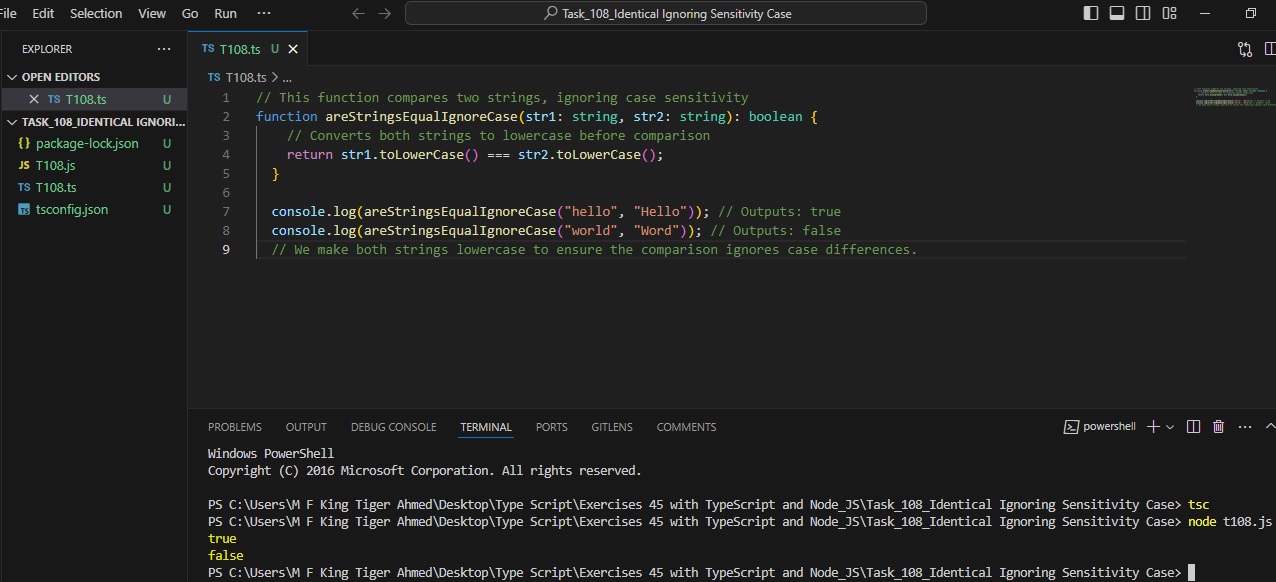 File Edit Selection View Go Run ···
Task_108_Identical Ignoring Sensitivity Case
EXPLORER ···
OPEN EDITORS
TS T108.ts U
TASK_108_IDENTICAL IGNORI...
{} package-lock.json U
JS T108.js U
TS T108.ts U
TS tsconfig.json U
TS T108.ts U
TS T108.ts > ...
1 // This function compares two strings, ignoring case sensitivity
2 function areStringsEqualIgnoreCase(str1: string, str2: string): boolean {
3 // Converts both strings to lowercase before comparison
4 return str1.toLowerCase() === str2.toLowerCase();
5 }
6
7 console.log(areStringsEqualIgnoreCase("hello", "Hello")); // Outputs: true
8 console.log(areStringsEqualIgnoreCase("world", "Word")); // Outputs: false
9 // We make both strings lowercase to ensure the comparison ignores case differences.
PROBLEMS OUTPUT DEBUG CONSOLE TERMINAL PORTS GITLENS COMMENTS
powershell
Windows PowerShell
Copyright (C) 2016 Microsoft Corporation. All rights reserved.
PS C:\Users\M F King Tiger Ahmed\Desktop\Type Script\Exercises 45 with TypeScript and Node_JS\Task_108_Identical Ignoring Sensitivity Case> tsc
PS C:\Users\M F King Tiger Ahmed\Desktop\Type Script\Exercises 45 with TypeScript and Node_JS\Task_108_Identical Ignoring Sensitivity Case> node t108.js
true
false
PS C:\Users\M F King Tiger Ahmed\Desktop\Type Script\Exercises 45 with TypeScript and Node_JS\Task_108_Identical Ignoring Sensitivity Case>